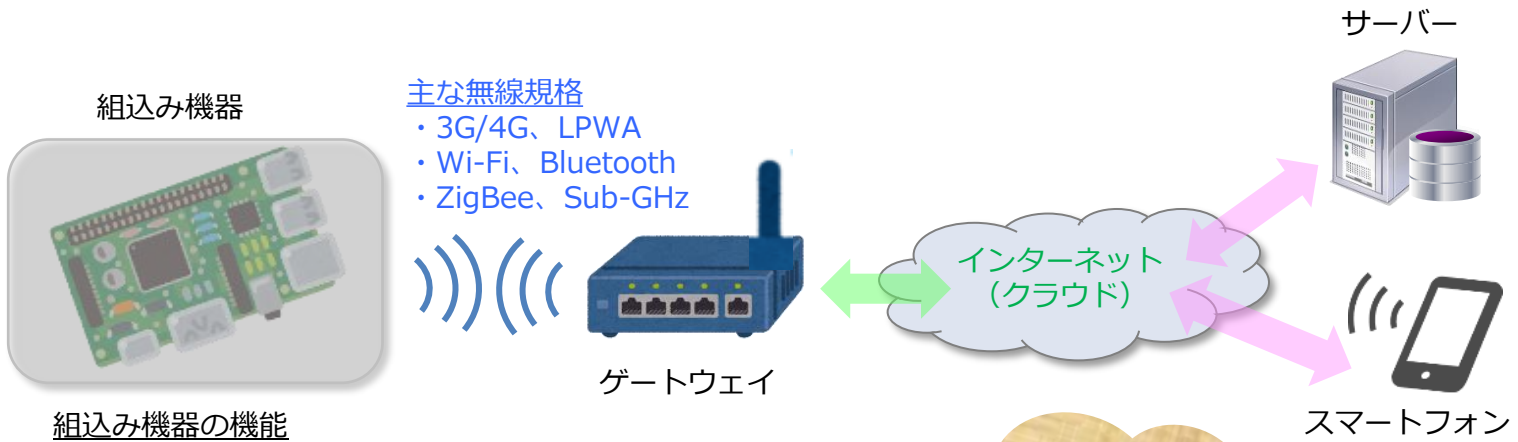 サーバー
組込み機器
主な無線規格
・3G/4G、LPWA
・Wi-Fi、Bluetooth
・ZigBee、Sub-GHz
インターネット
（クラウド）
ゲートウェイ
スマートフォン
組込み機器の機能